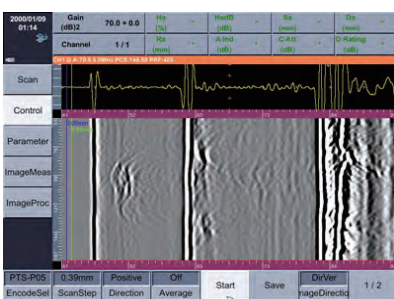 2000/01/09
01:14
Gain
(dB)2
70.0 + 0.0
Ha
(%)
HadB
(dB)
Sa
(mm)
Da
(mm)
Channel
1 / 1
Ra
(mm)
A Ind
(dB)
C Att
(dB)
D Rating
(dB)
Scan
Control
Parameter
ImageMeas
ImageProc
PTS-P05
0.39mm
Positive
Off
Start
Save
DirVer
1 / 2
EncodeSel
ScanStep
Direction
Average
mageDirectio